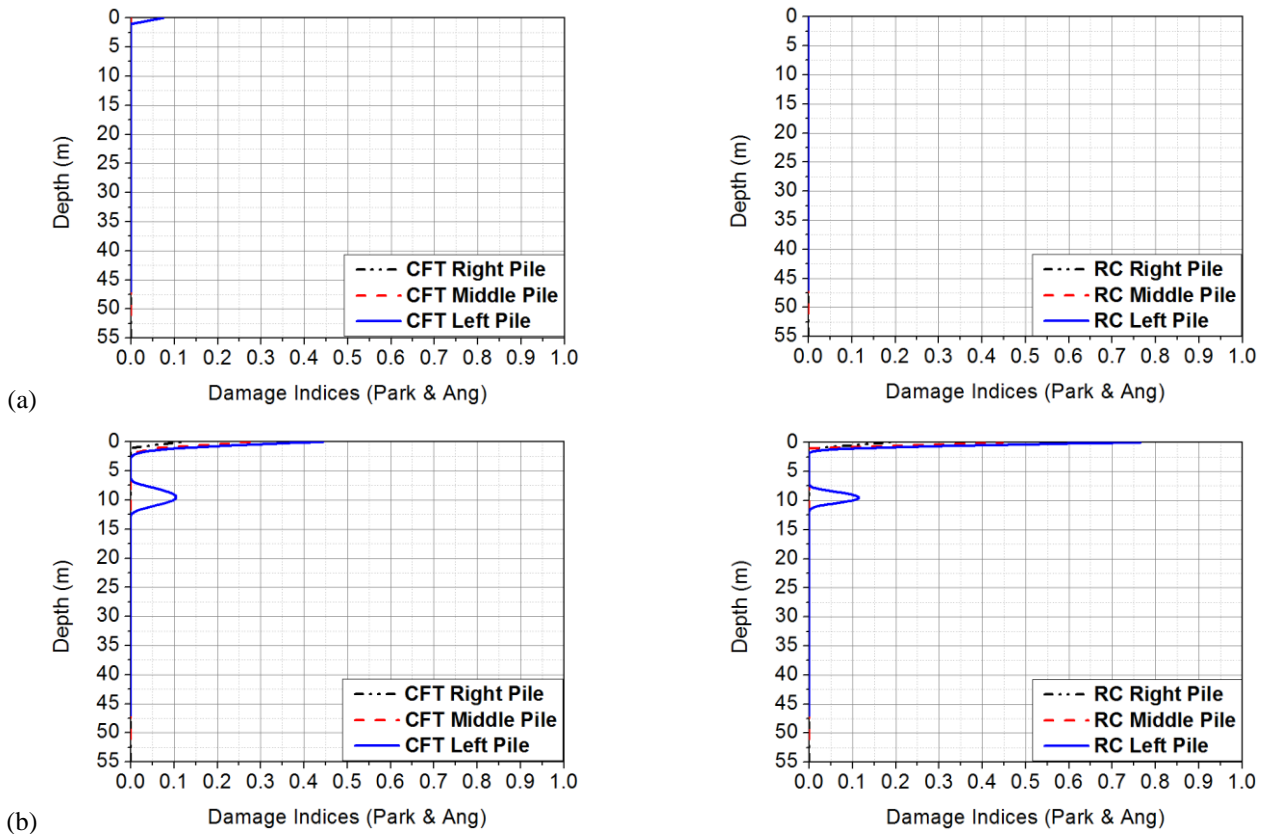 0
5
10
15
20
25
30
35
40
45
50
55
Depth (m)
CFT Right Pile
CFT Middle Pile
CFT Left Pile
0.0 0.1 0.2 0.3 0.4 0.5 0.6 0.7 0.8 0.9 1.0
Damage Indices (Park & Ang)
0
5
10
15
20
25
30
35
40
45
50
55
Depth (m)
RC Right Pile
RC Middle Pile
RC Left Pile
0.0 0.1 0.2 0.3 0.4 0.5 0.6 0.7 0.8 0.9 1.0
Damage Indices (Park & Ang)
(a)
0
5
10
15
20
25
30
35
40
45
50
55
Depth (m)
CFT Right Pile
CFT Middle Pile
CFT Left Pile
0.0 0.1 0.2 0.3 0.4 0.5 0.6 0.7 0.8 0.9 1.0
Damage Indices (Park & Ang)
0
5
10
15
20
25
30
35
40
45
50
55
Depth (m)
RC Right Pile
RC Middle Pile
RC Left Pile
0.0 0.1 0.2 0.3 0.4 0.5 0.6 0.7 0.8 0.9 1.0
Damage Indices (Park & Ang)
(b)